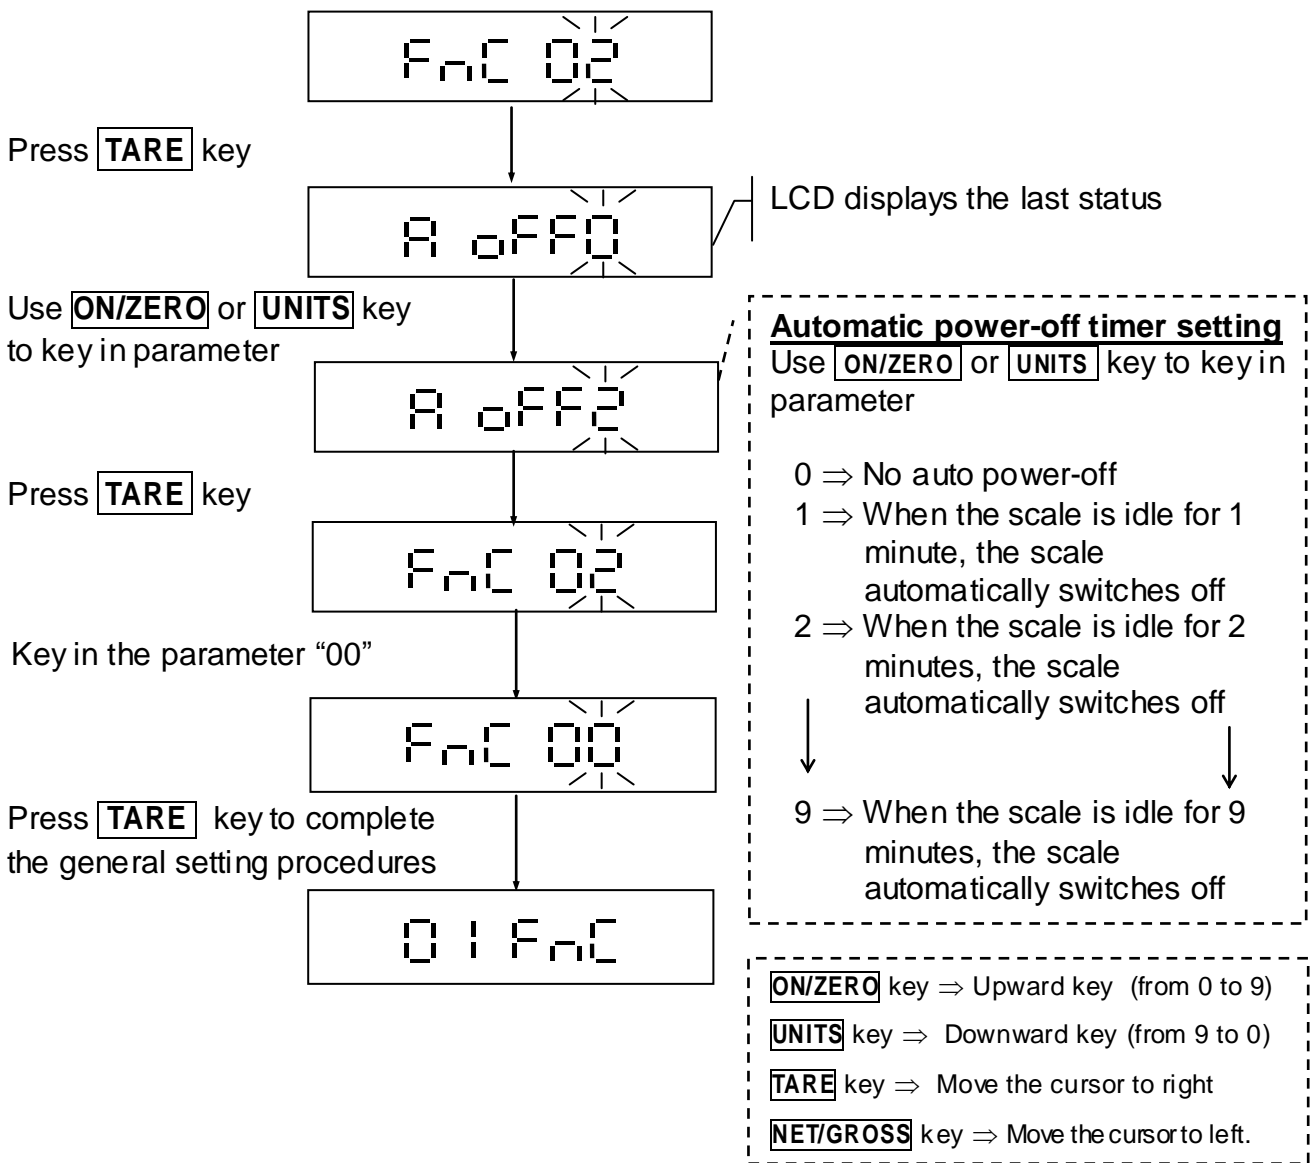 FnC 02
Press TARE key
A oFF0
LCD displays the last status
Use ON/ZERO or UNITS key
to key in parameter
A oFF2
Press TARE key
FnC 02
Key in the parameter “00”
FnC 00
Press TARE key to complete
the general setting procedures
01 FnC
Automatic power-off timer setting
Use ON/ZERO or UNITS key to key in
parameter
0 ⇒ No auto power-off
1 ⇒ When the scale is idle for 1
minute, the scale
automatically switches off
2 ⇒ When the scale is idle for 2
minutes, the scale
automatically switches off
9 ⇒ When the scale is idle for 9
minutes, the scale
automatically switches off
ON/ZERO key ⇒ Upward key (from 0 to 9)
UNITS key ⇒ Downward key (from 9 to 0)
TARE key ⇒ Move the cursor to right
NET/GROSS key ⇒ Move the cursor to left.